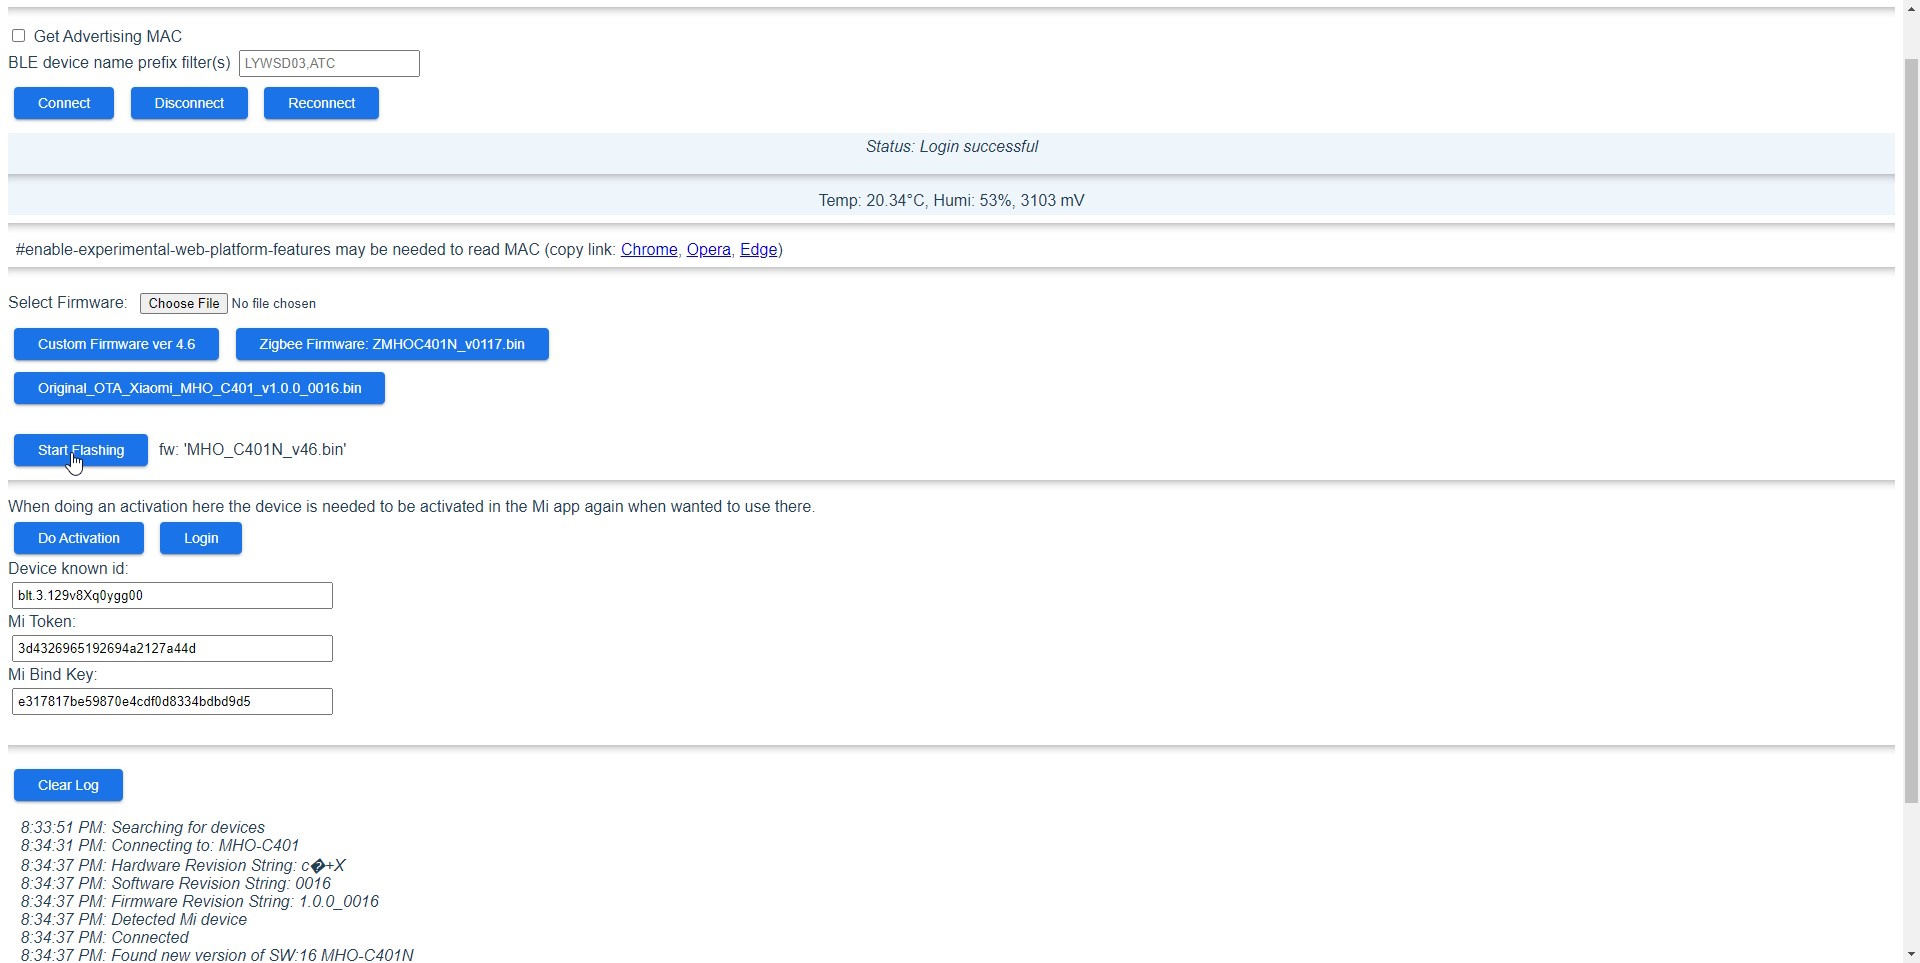 Get Advertising MAC
BLE device name prefix filter(s) LYWSD03,ATC
Connect Disconnect Reconnect
Status: Login successful
Temp: 20.34°C, Humi: 53%, 3103 mV
#enable-experimental-web-platform-features may be needed to read MAC (copy link: Chrome, Opera, Edge)
Select Firmware: Choose File No file chosen
Custom Firmware ver 4.6 Zigbee Firmware: ZMHOC401N_v0117.bin
Original_OTA_Xiaomi_MHO_C401_v1.0.0_0016.bin
Start Flashing fw: 'MHO_C401N_v46.bin'
When doing an activation here the device is needed to be activated in the Mi app again when wanted to use there.
Do Activation Login
Device known id:
blt.3.129v8Xq0ygg00
Mi Token:
3d4326965192694a2127a44d
Mi Bind Key:
e317817be59870e4cdf0d8334bdbd9d5
Clear Log
8:33:51 PM: Searching for devices
8:34:31 PM: Connecting to: MHO-C401
8:34:37 PM: Hardware Revision String: c�+X
8:34:37 PM: Software Revision String: 0016
8:34:37 PM: Firmware Revision String: 1.0.0_0016
8:34:37 PM: Detected Mi device
8:34:37 PM: Connected
8:34:37 PM: Found new version of SW:16 MHO-C401N